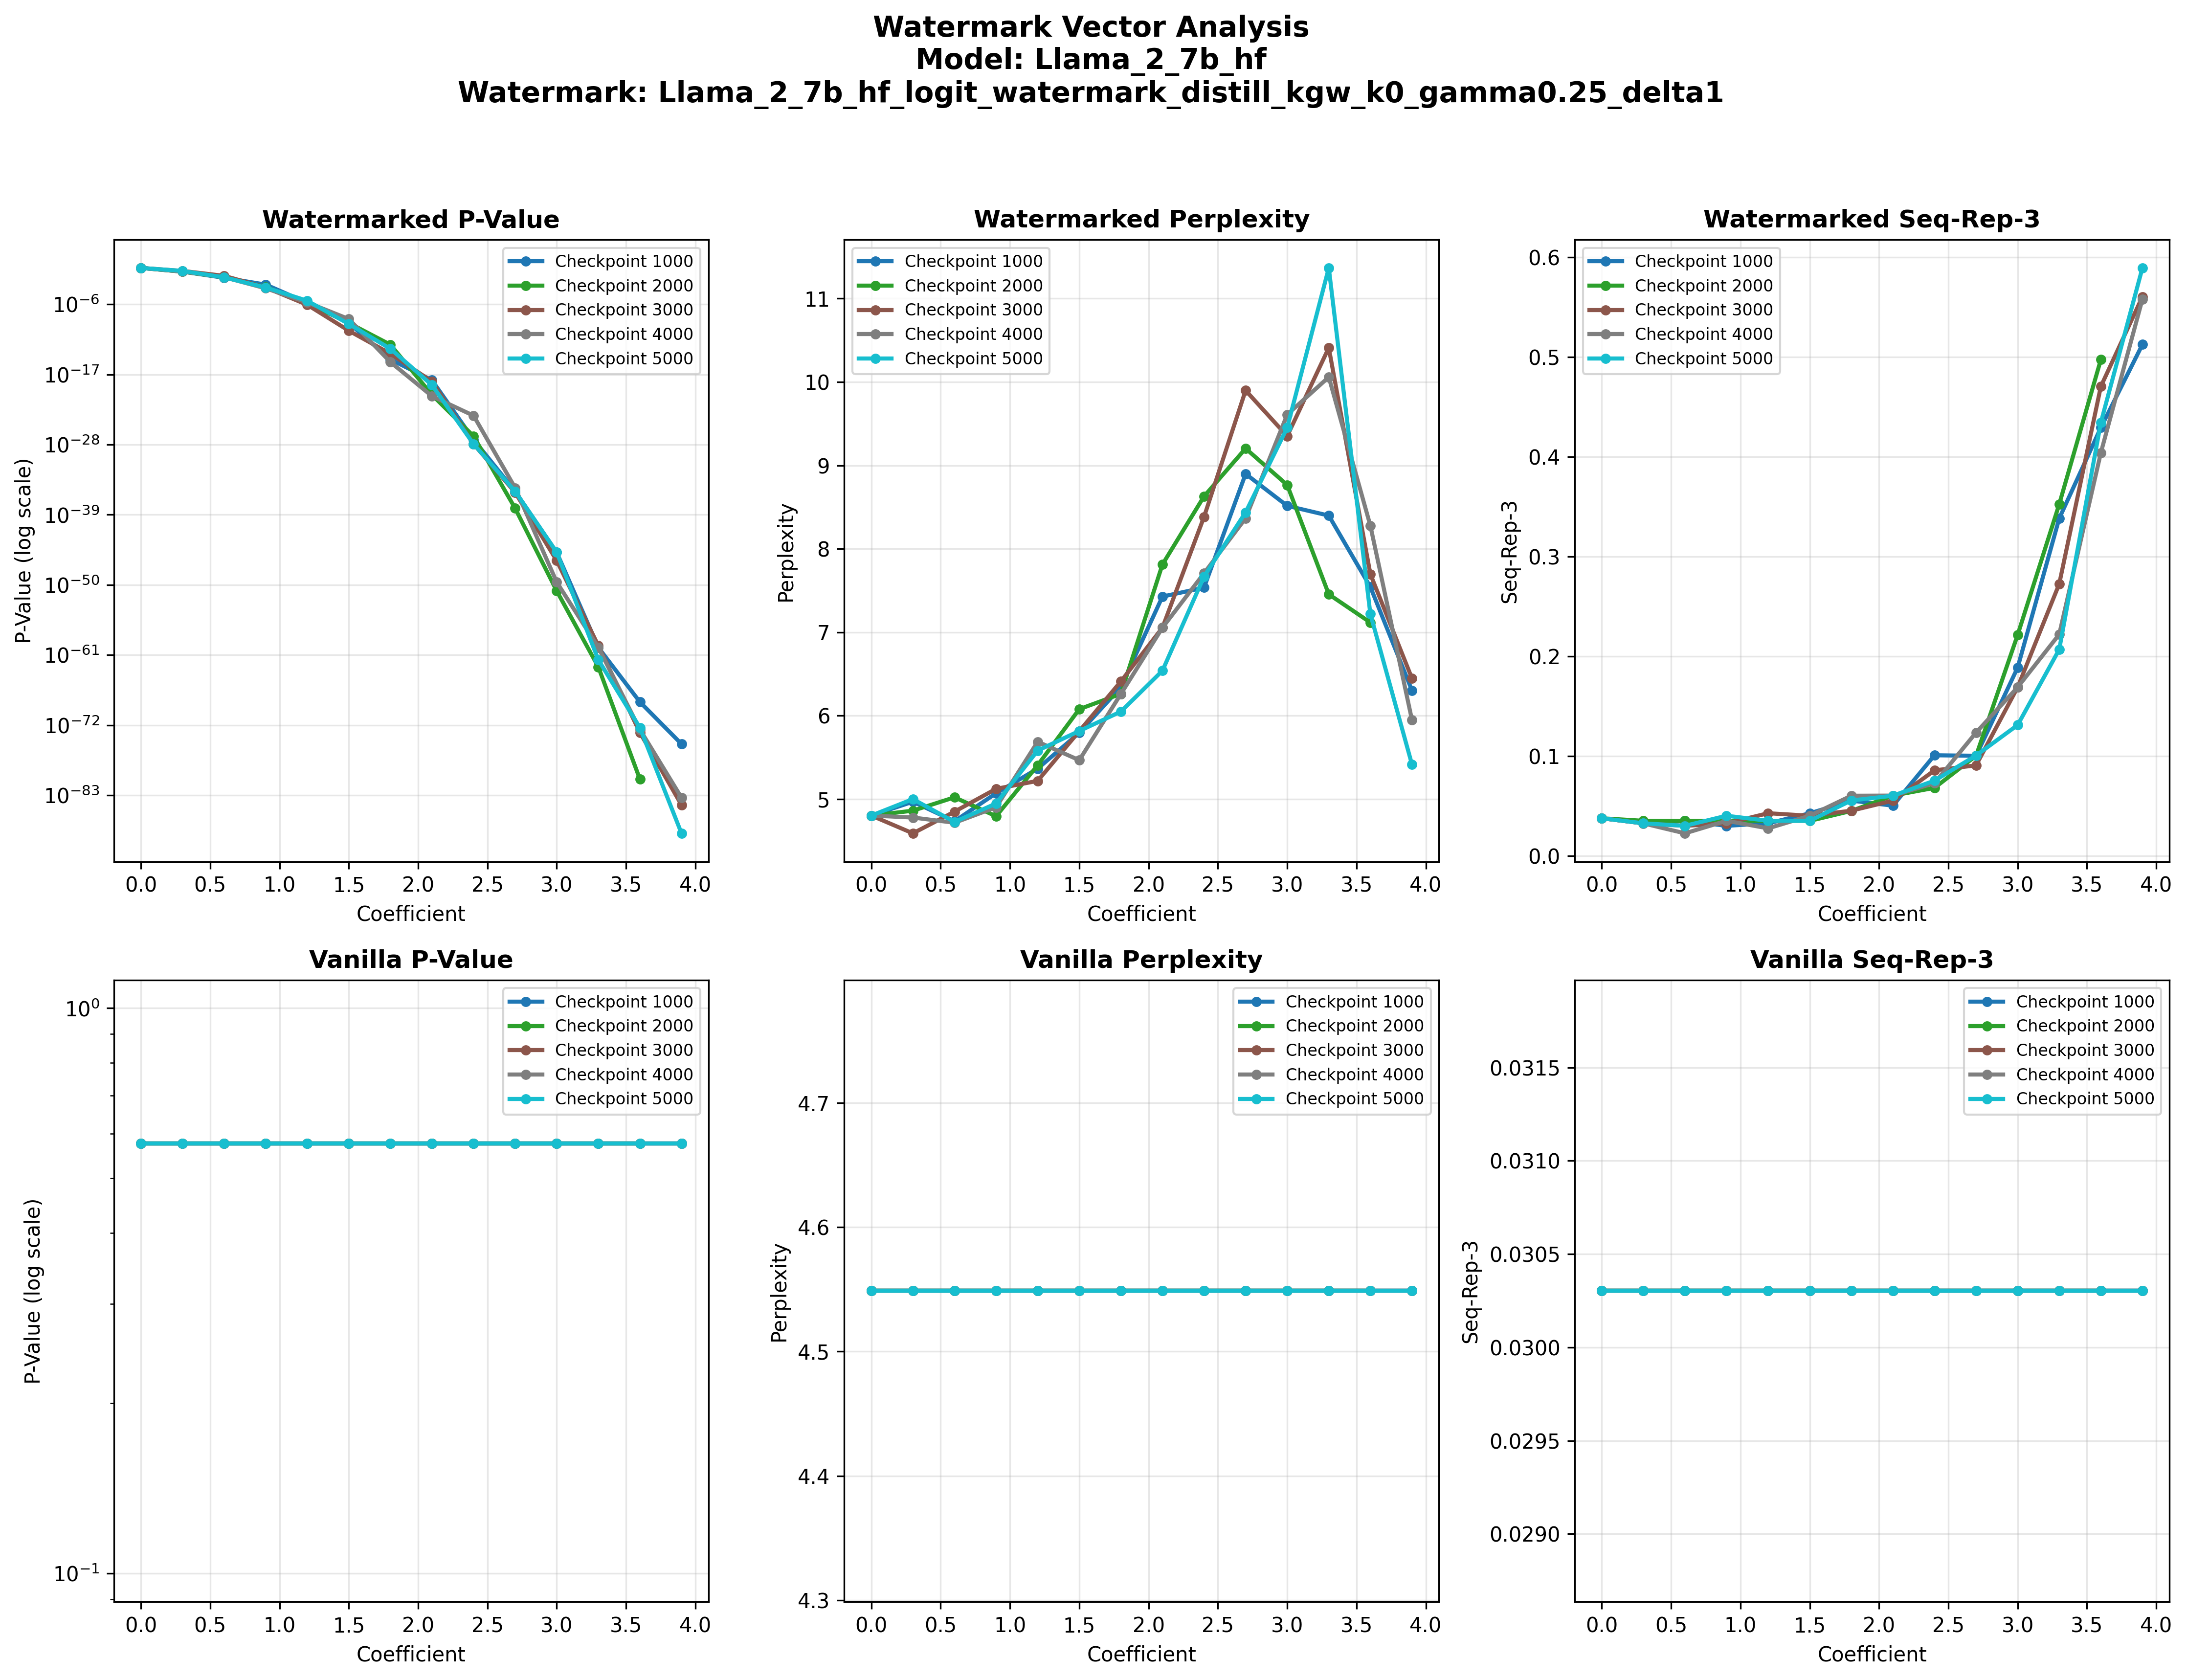 Watermark Vector Analysis
Model: Llama_2_7b_hf
Watermark: Llama_2_7b_hf_logit_watermark_distill_kgw_k0_gamma0.25_delta1
Watermarked P-Value
P-Value (log scale)
10⁻⁶
10⁻¹⁷
10⁻²⁸
10⁻³⁹
10⁻⁵⁰
10⁻⁶¹
10⁻⁷²
10⁻⁸³
Checkpoint 1000
Checkpoint 2000
Checkpoint 3000
Checkpoint 4000
Checkpoint 5000
0.0 0.5 1.0 1.5 2.0 2.5 3.0 3.5 4.0
Coefficient
Watermarked Perplexity
Perplexity
11
10
9
8
7
6
5
Checkpoint 1000
Checkpoint 2000
Checkpoint 3000
Checkpoint 4000
Checkpoint 5000
0.0 0.5 1.0 1.5 2.0 2.5 3.0 3.5 4.0
Coefficient
Watermarked Seq-Rep-3
Seq-Rep-3
0.6
0.5
0.4
0.3
0.2
0.1
0.0
Checkpoint 1000
Checkpoint 2000
Checkpoint 3000
Checkpoint 4000
Checkpoint 5000
0.0 0.5 1.0 1.5 2.0 2.5 3.0 3.5 4.0
Coefficient
Vanilla P-Value
P-Value (log scale)
10⁰
10⁻¹
Checkpoint 1000
Checkpoint 2000
Checkpoint 3000
Checkpoint 4000
Checkpoint 5000
0.0 0.5 1.0 1.5 2.0 2.5 3.0 3.5 4.0
Coefficient
Vanilla Perplexity
Perplexity
4.7
4.6
4.5
4.4
4.3
Checkpoint 1000
Checkpoint 2000
Checkpoint 3000
Checkpoint 4000
Checkpoint 5000
0.0 0.5 1.0 1.5 2.0 2.5 3.0 3.5 4.0
Coefficient
Vanilla Seq-Rep-3
Seq-Rep-3
0.0315
0.0310
0.0305
0.0300
0.0295
0.0290
Checkpoint 1000
Checkpoint 2000
Checkpoint 3000
Checkpoint 4000
Checkpoint 5000
0.0 0.5 1.0 1.5 2.0 2.5 3.0 3.5 4.0
Coefficient